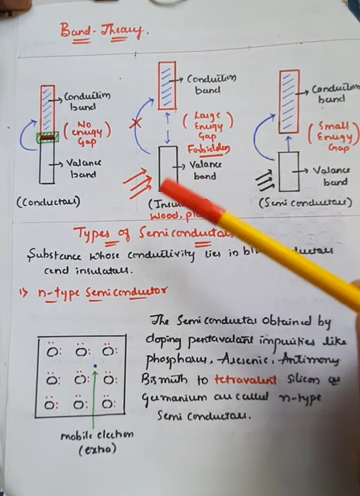 Band-Theory.
Conduction band
(No energy Gap)
Valance band
(Conductors)
Conduction band
(Large Energy Gap)
Forbidden
Valance band
Wood,
Conduction band
(Small Energy Gap)
Valance band
(Semi conductors)
Types of Semiconductors
Substance whose conductivity lies in
and insulators.
1) n-type Semiconductor
The Semiconductor obtained by
doping pentavalent impurities like
phosphorus, Arsenic, Antimony
Bismuth to tetravalent silicon or
Germanium are called n-type
Semi conductors.
mobile electron
(extra)